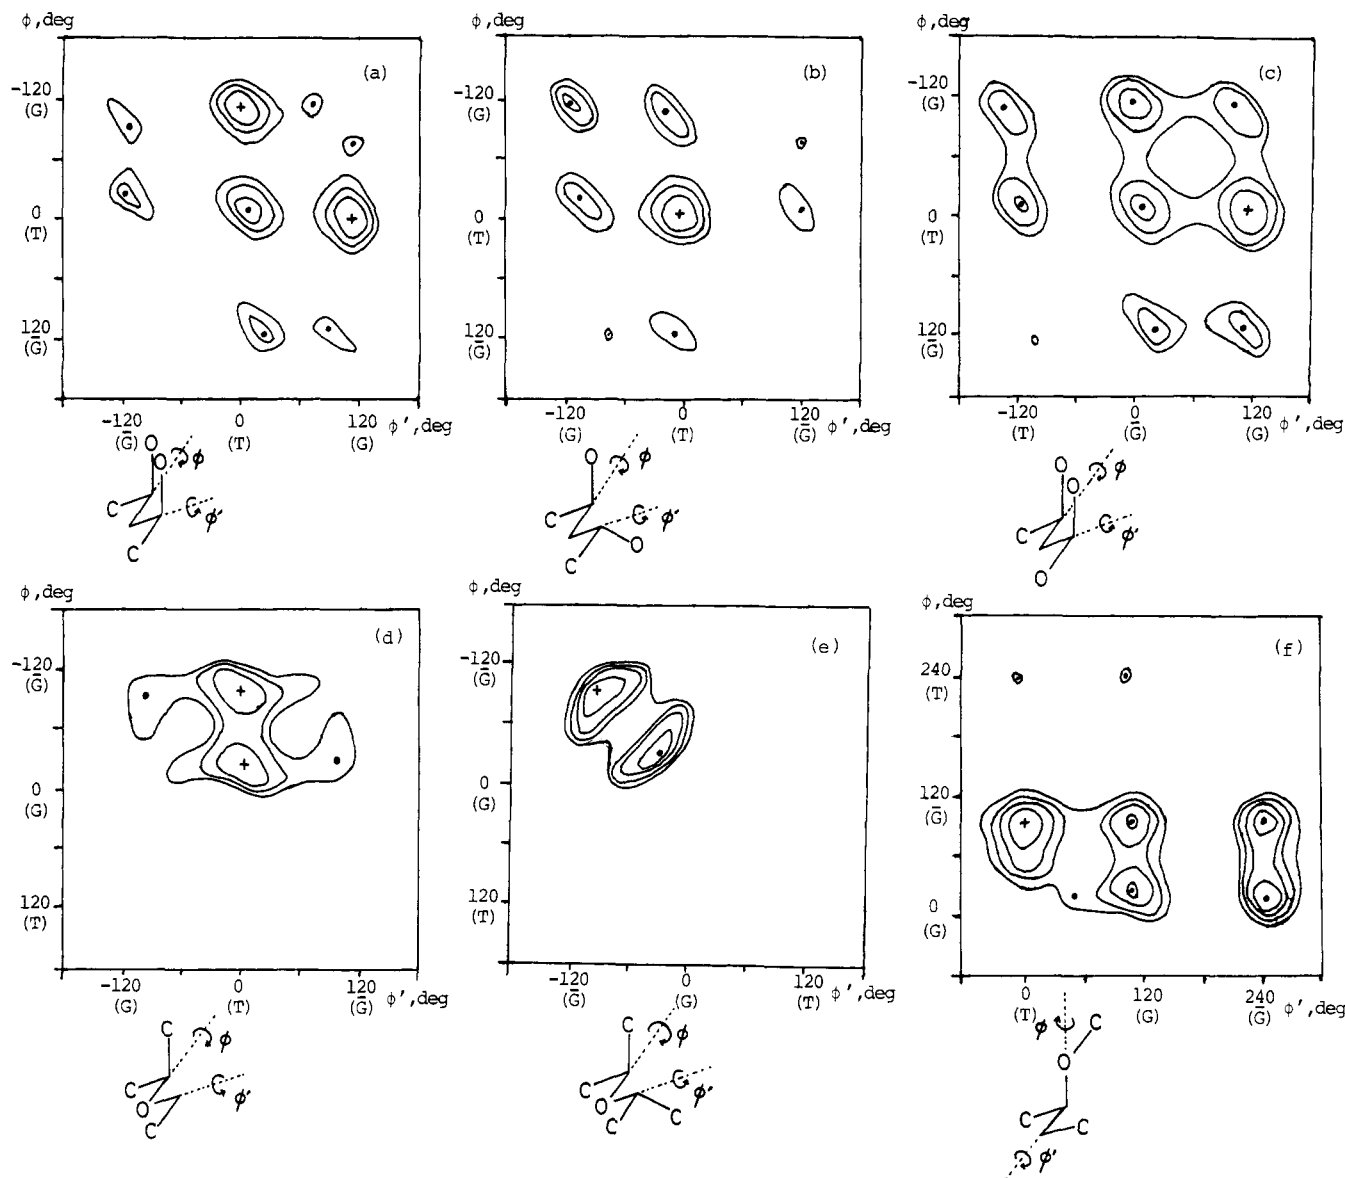 ϕ,deg
(a)
-120
(G)
0
(T)
120
(G̅)
-120
(G̅)
0
(T)
120
(G)
ϕ',deg
O
O
C
C
ϕ
ϕ'
ϕ,deg
(b)
-120
(G)
0
(T)
120
(G̅)
-120
(G)
0
(T)
120
(G̅)
ϕ',deg
O
C
C
O
ϕ
ϕ'
ϕ,deg
(c)
-120
(G)
0
(T)
120
(G̅)
-120
(T)
0
(G̅)
120
(G)
ϕ',deg
O
O
C
O
ϕ
ϕ'
ϕ,deg
(d)
-120
(G̅)
0
(G)
120
(T)
-120
(G)
0
(T)
120
(G̅)
ϕ',deg
C
C
O
C
ϕ
ϕ'
ϕ,deg
(e)
-120
(G̅)
0
(G)
120
(T)
-120
(G̅)
0
(G)
120
(T)
ϕ',deg
C
C
O
C
C
ϕ
ϕ'
ϕ,deg
(f)
240
(T)
120
(G̅)
0
(G)
0
(T)
120
(G)
240
(G̅)
ϕ',deg
ϕ
C
O
C
C
ϕ'